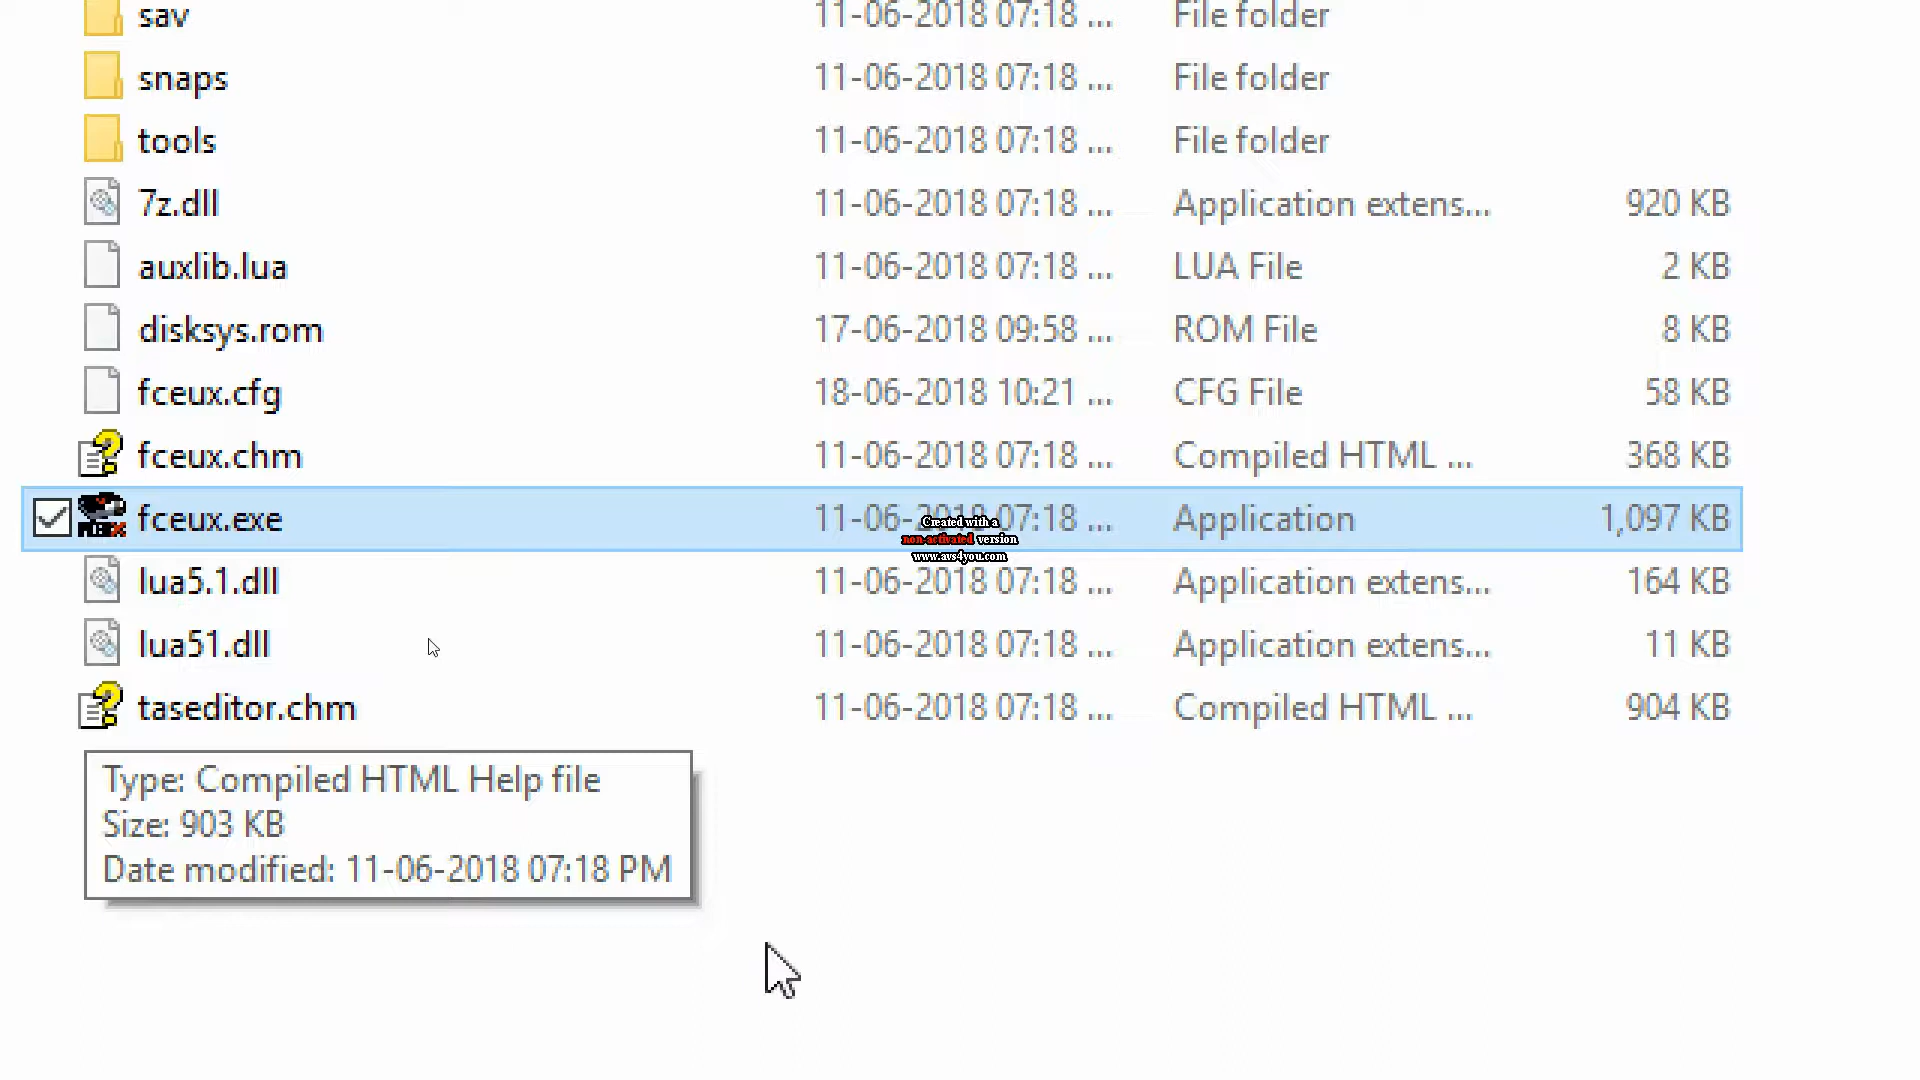 sav 11-06-2018 07:18 ... File folder
snaps 11-06-2018 07:18 ... File folder
tools 11-06-2018 07:18 ... File folder
7z.dll 11-06-2018 07:18 ... Application extens... 920 KB
auxlib.lua 11-06-2018 07:18 ... LUA File 2 KB
disksys.rom 17-06-2018 09:58 ... ROM File 8 KB
fceux.cfg 18-06-2018 10:21 ... CFG File 58 KB
fceux.chm 11-06-2018 07:18 ... Compiled HTML ... 368 KB
fceux.exe 11-06-2018 07:18 ... Application 1,097 KB
Created with a
non-activated version
www.avs4you.com
lua5.1.dll 11-06-2018 07:18 ... Application extens... 164 KB
lua51.dll 11-06-2018 07:18 ... Application extens... 11 KB
taseditor.chm 11-06-2018 07:18 ... Compiled HTML ... 904 KB
Type: Compiled HTML Help file
Size: 903 KB
Date modified: 11-06-2018 07:18 PM